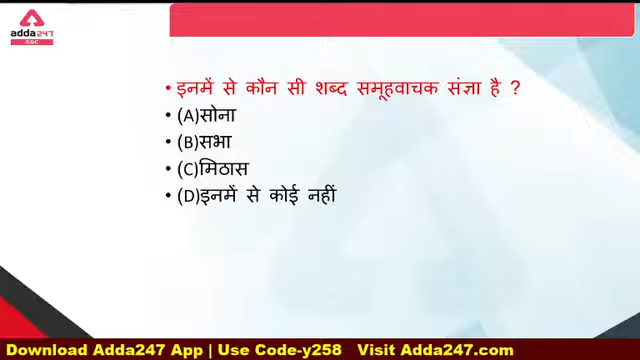 adda247
SSC
• इनमें से कौन सी शब्द समूहवाचक संज्ञा है ?
• (A)सोना
• (B)सभा
• (C)मिठास
• (D)इनमें से कोई नहीं
Download Adda247 App | Use Code-y258 Visit Adda247.com